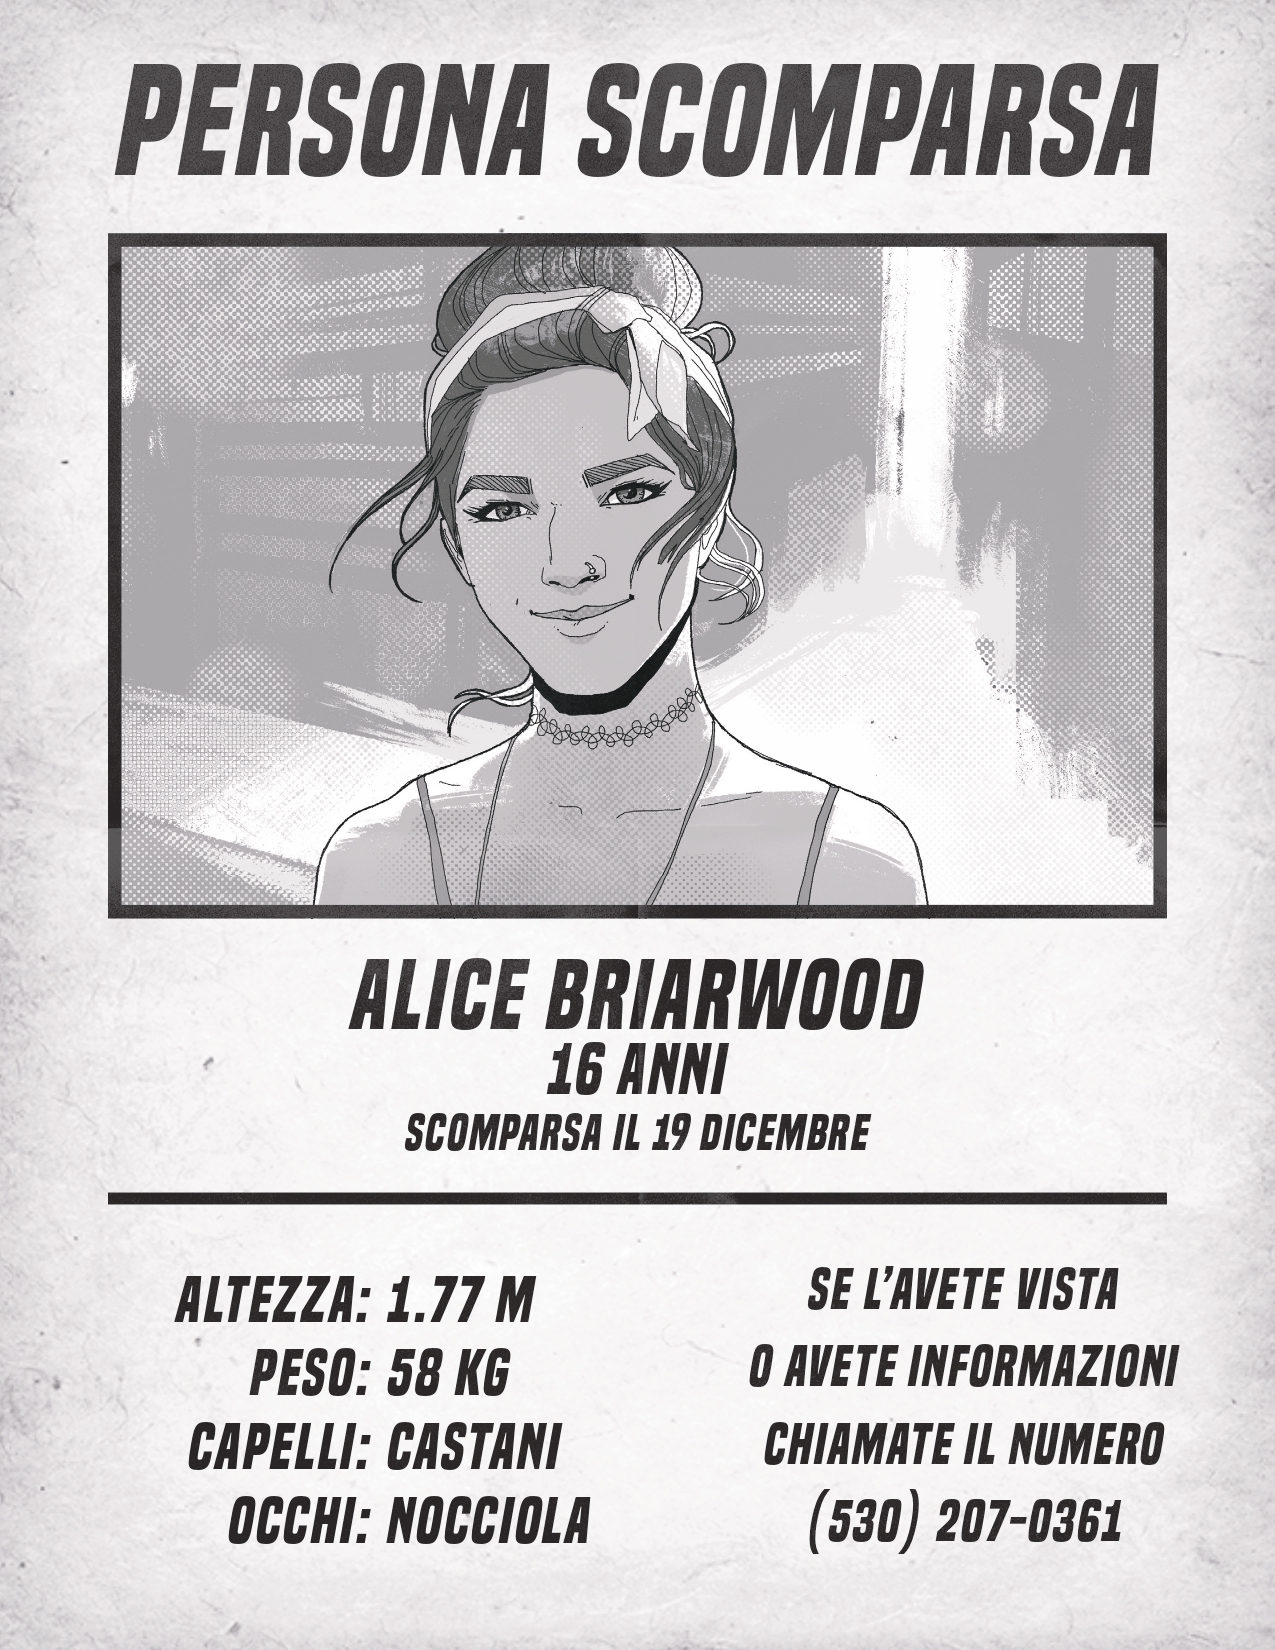 PERSONA SCOMPARSA
ALICE BRIARWOOD
16 ANNI
SCOMPARSA IL 19 DICEMBRE
ALTEZZA: 1.77 M
PESO: 58 KG
CAPELLI: CASTANI
OCCHI: NOCCIOLA
SE L'AVETE VISTA
O AVETE INFORMAZIONI
CHIAMATE IL NUMERO
(530) 207-0361